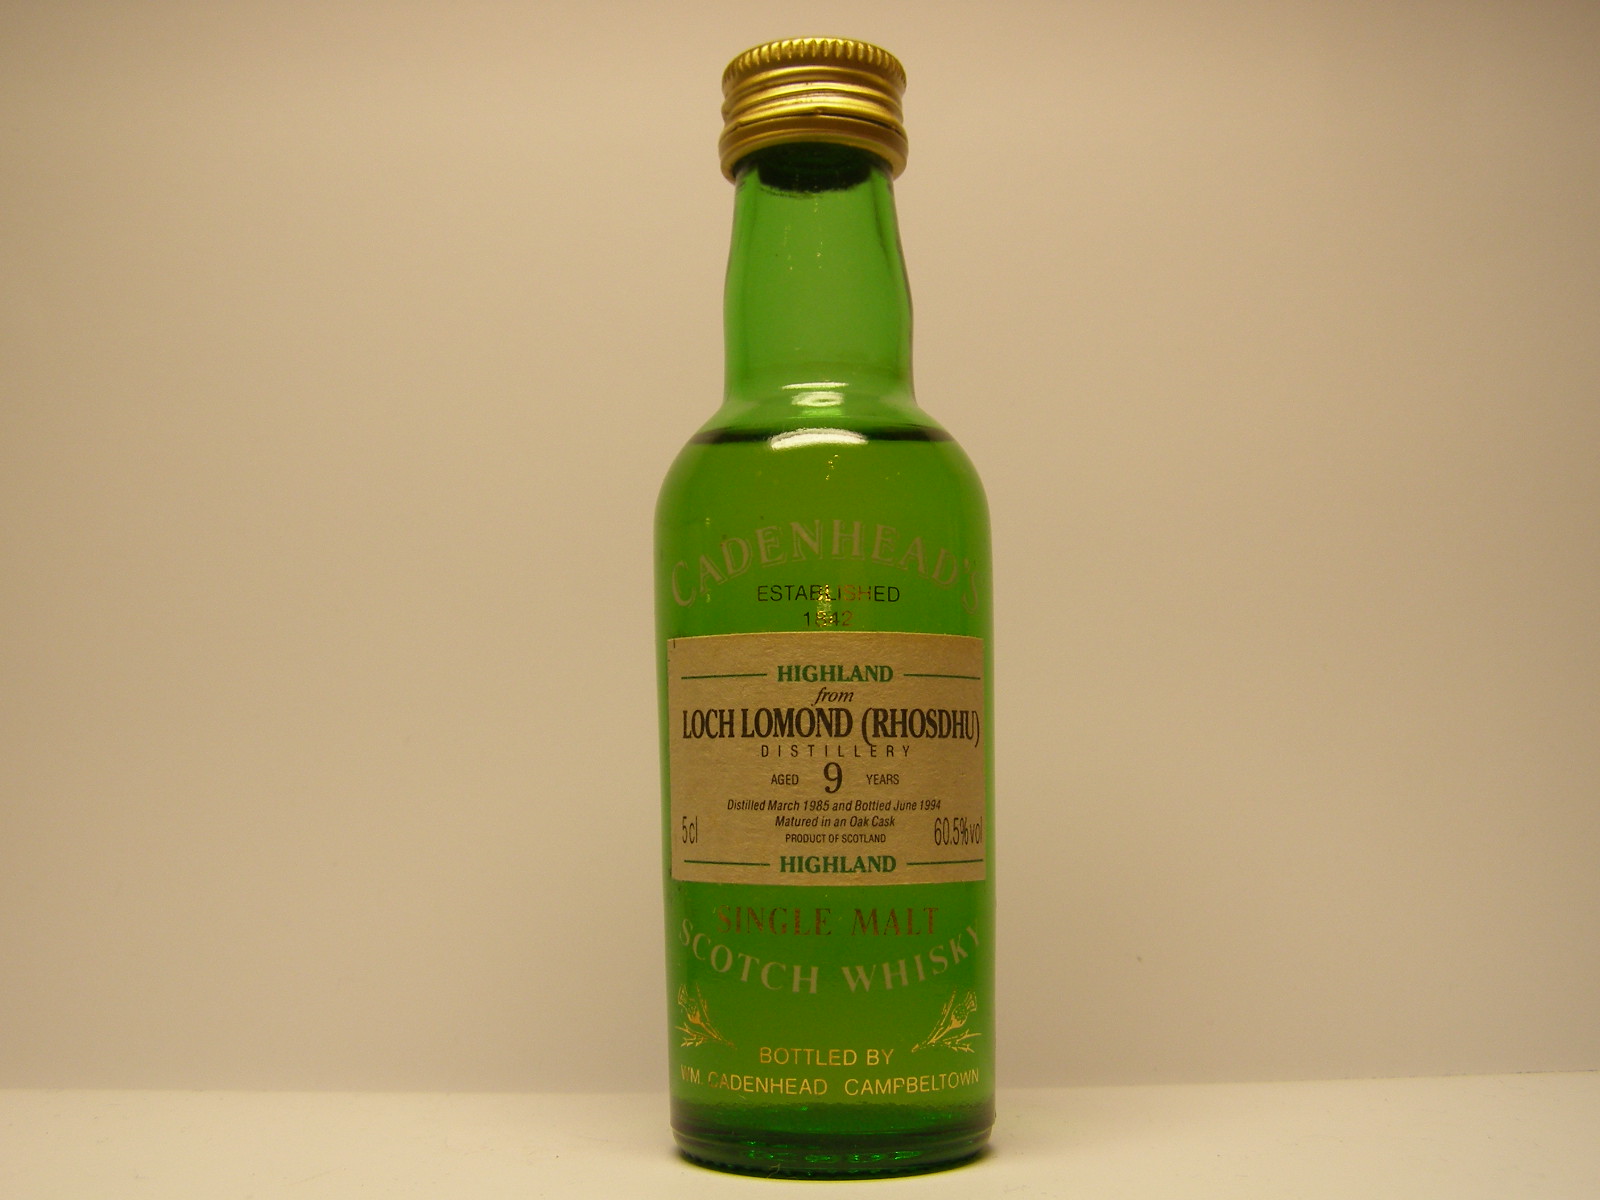 CADENHEAD'S
ESTABLISHED
1842
HIGHLAND
from
LOCH LOMOND (RHOSDHU)
DISTILLERY
AGED 9 YEARS
Distilled March 1985 and Bottled June 1994
Matured in an Oak Cask
5cl PRODUCT OF SCOTLAND 60.5%vol
HIGHLAND
SINGLE MALT
SCOTCH WHISKY
BOTTLED BY
WM. CADENHEAD CAMPBELTOWN